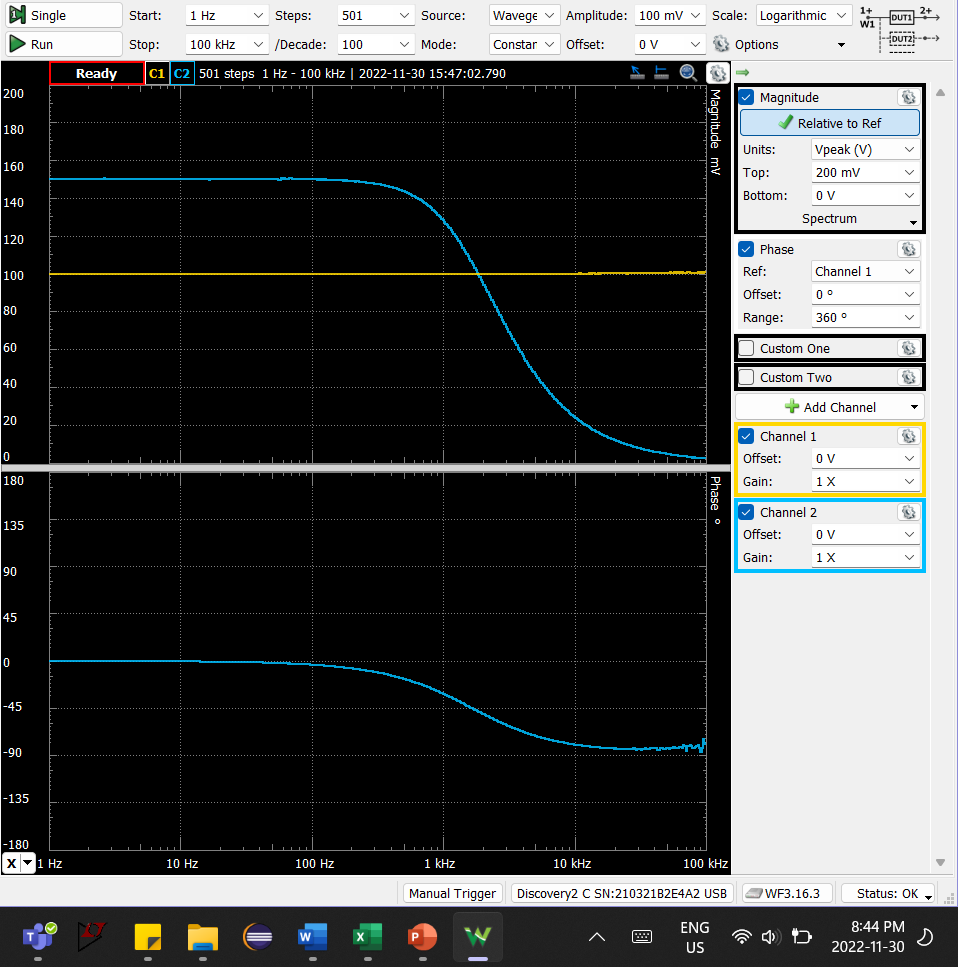 Single Start: 1 Hz Steps: 501 Source: Wavege Amplitude: 100 mV Scale: Logarithmic 1+ 2+
W1 DUT1
Run Stop: 100 kHz /Decade: 100 Mode: Constar Offset: 0 V Options DUT2
Ready C1 C2 501 steps 1 Hz - 100 kHz | 2022-11-30 15:47:02.790
200
180
160
140
120
100
80
60
40
20
0
Magnitude mV
180
135
90
45
0
-45
-90
-135
-180
Phase °
X 1 Hz 10 Hz 100 Hz 1 kHz 10 kHz 100 kHz
Magnitude
Relative to Ref
Units: Vpeak (V)
Top: 200 mV
Bottom: 0 V
Spectrum
Phase
Ref: Channel 1
Offset: 0 °
Range: 360 °
Custom One
Custom Two
Add Channel
Channel 1
Offset: 0 V
Gain: 1 X
Channel 2
Offset: 0 V
Gain: 1 X
Manual Trigger Discovery2 C SN:210321B2E4A2 USB WF3.16.3 Status: OK
ENG
US
8:44 PM
2022-11-30